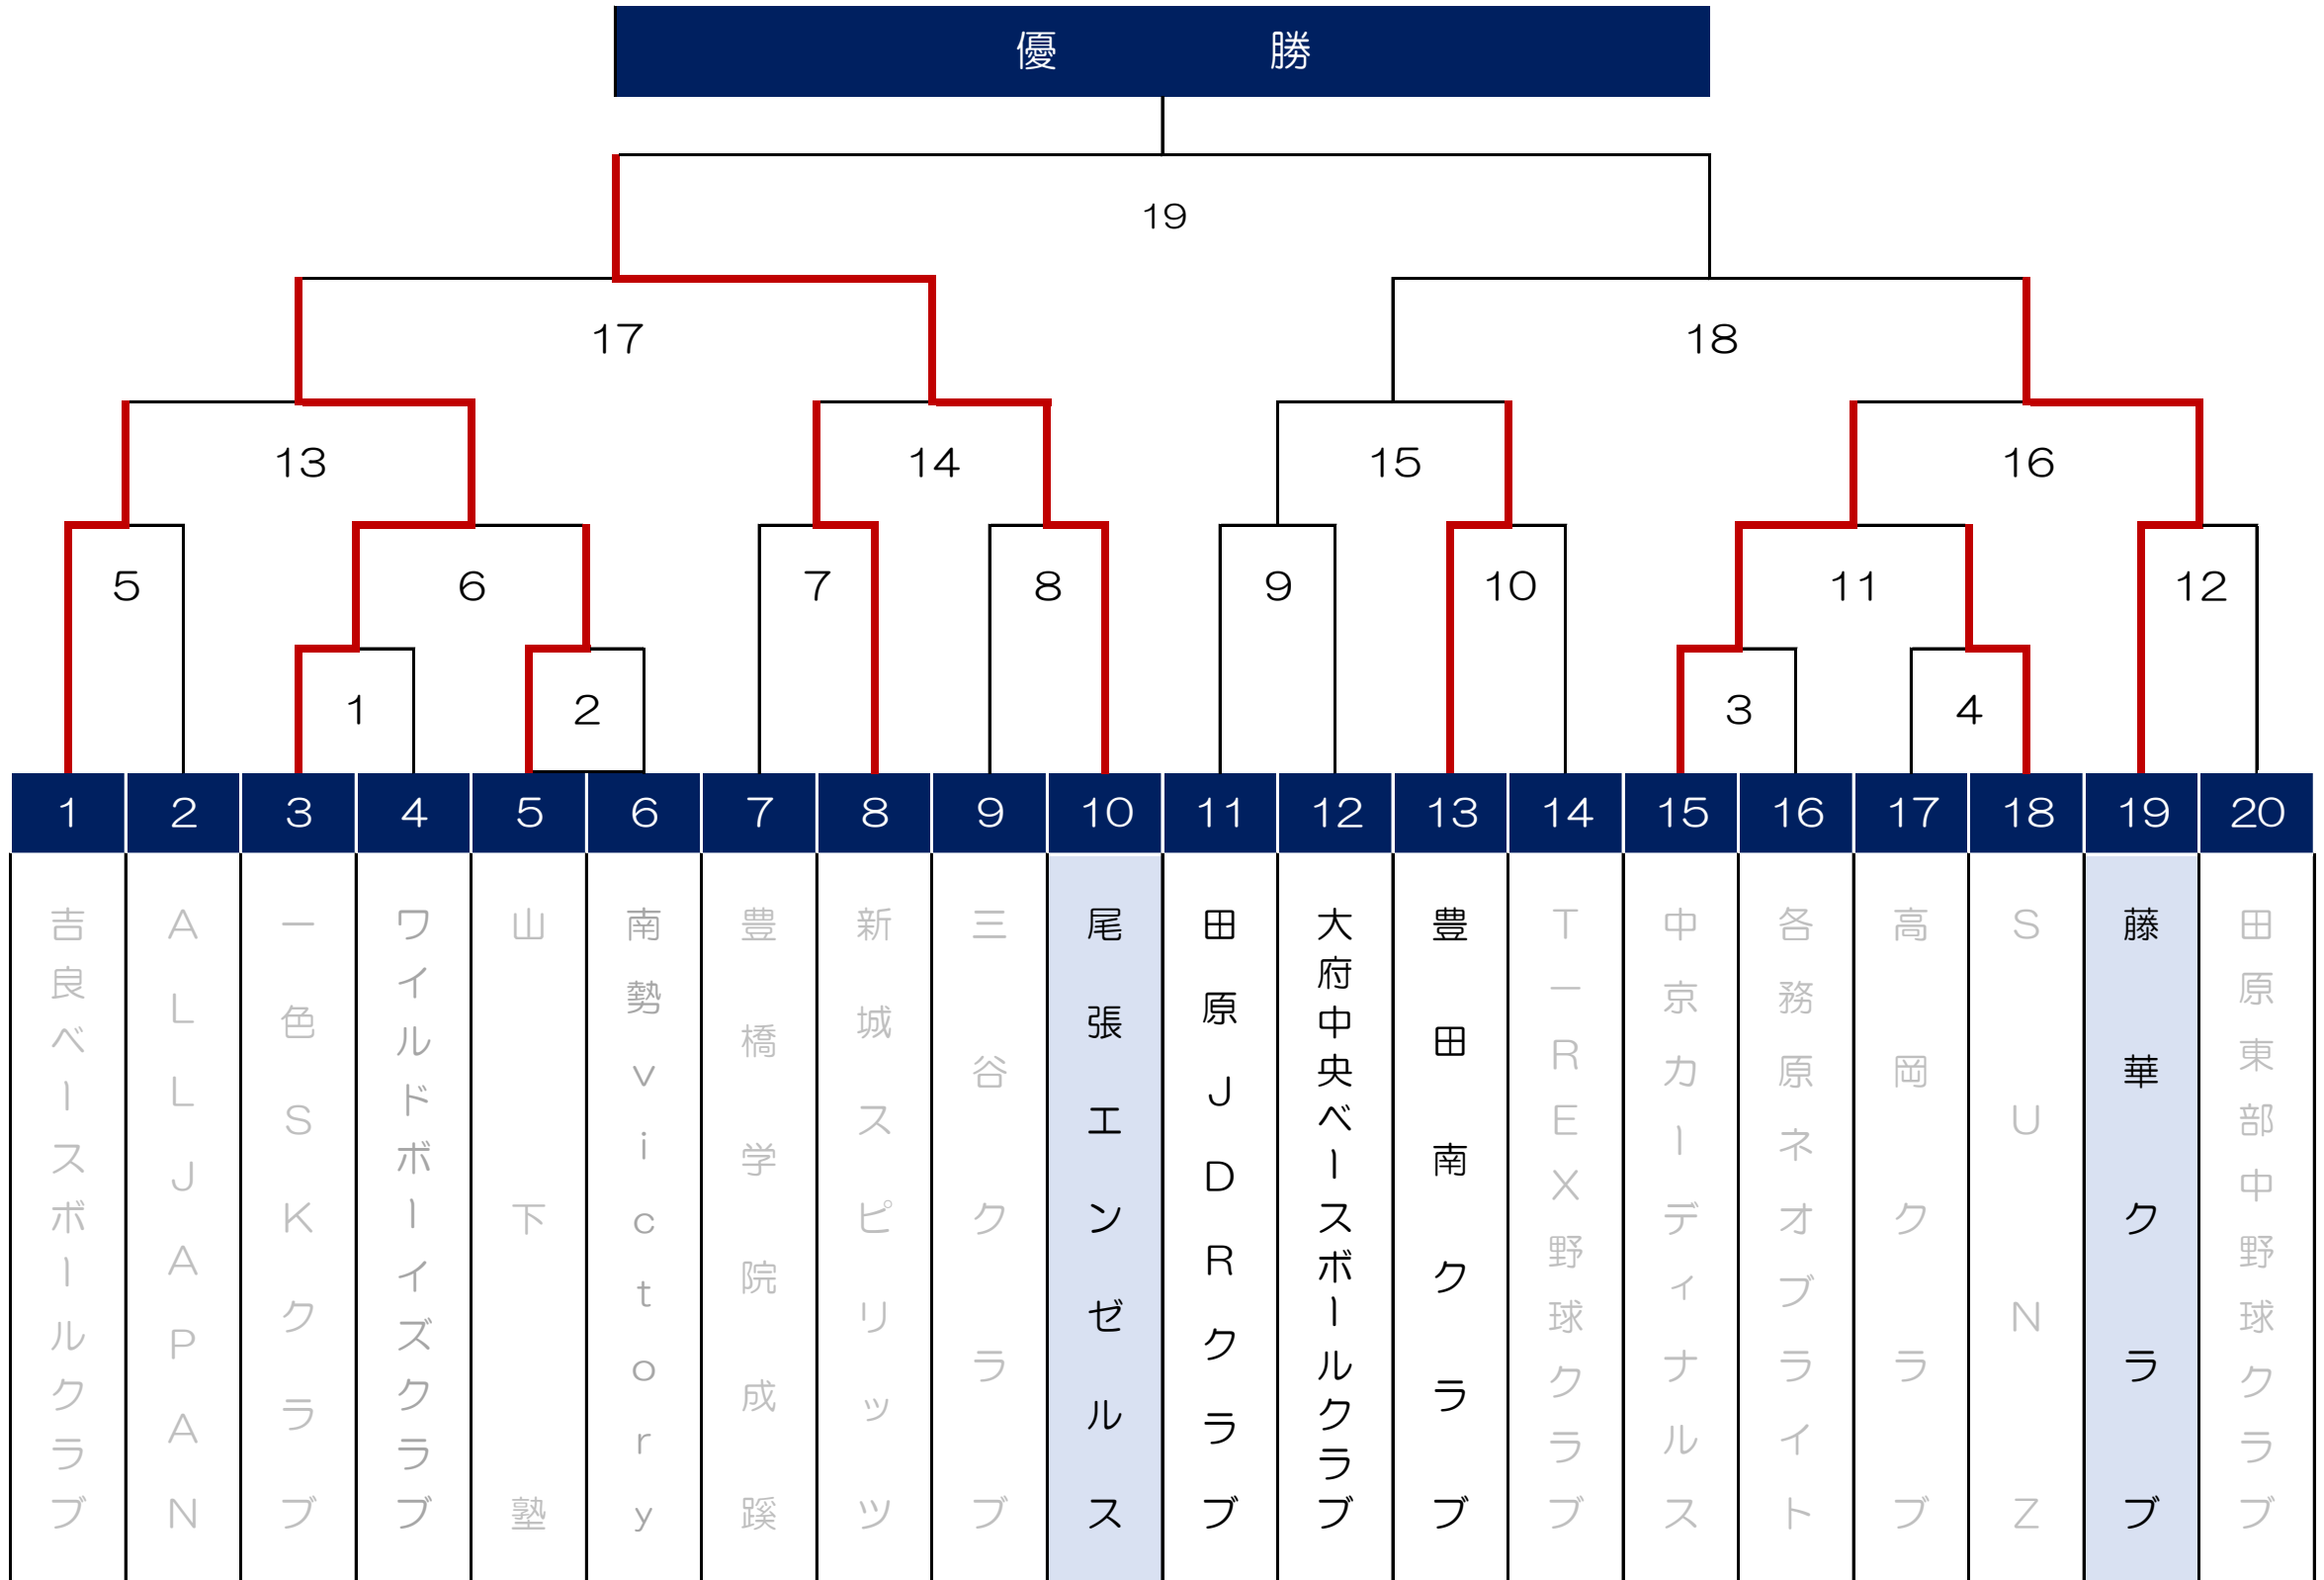 優勝
19
17
18
13
14
15
16
5
6
7
8
9
10
11
12
1
2
3
4
1
2
3
4
5
6
7
8
9
10
11
12
13
14
15
16
17
18
19
20
吉良ベースボールクラブ
ALLJAPAN
一色SKクラブ
ワイルドボーイズクラブ
山下塾
南勢victory
豊橋学院成蹊
新城スピリッツ
三谷クラブ
尾張エンゼルス
田原JDRクラブ
大府中央ベースボールクラブ
豊田南クラブ
T－REX野球クラブ
中京カーディナルス
各務原ネオブライト
高岡クラブ
SUNZ
藤華クラブ
田原東部中野球クラブ